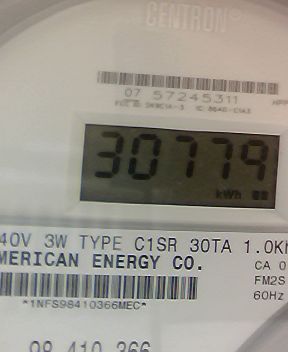 CENTRON®
07 57245311
30779
kWh
40V 3W TYPE C1SR 30TA 1.0Kh
MERICAN ENERGY CO.
CA 0
FM2S
60Hz
*1NFS98410366MEC*
98 410 366